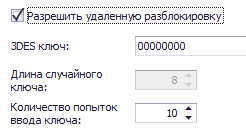 Разрешить удаленную разблокировку
3DES ключ: 00000000
Длина случайного
ключа: 8
Количество попыток
ввода ключа: 10